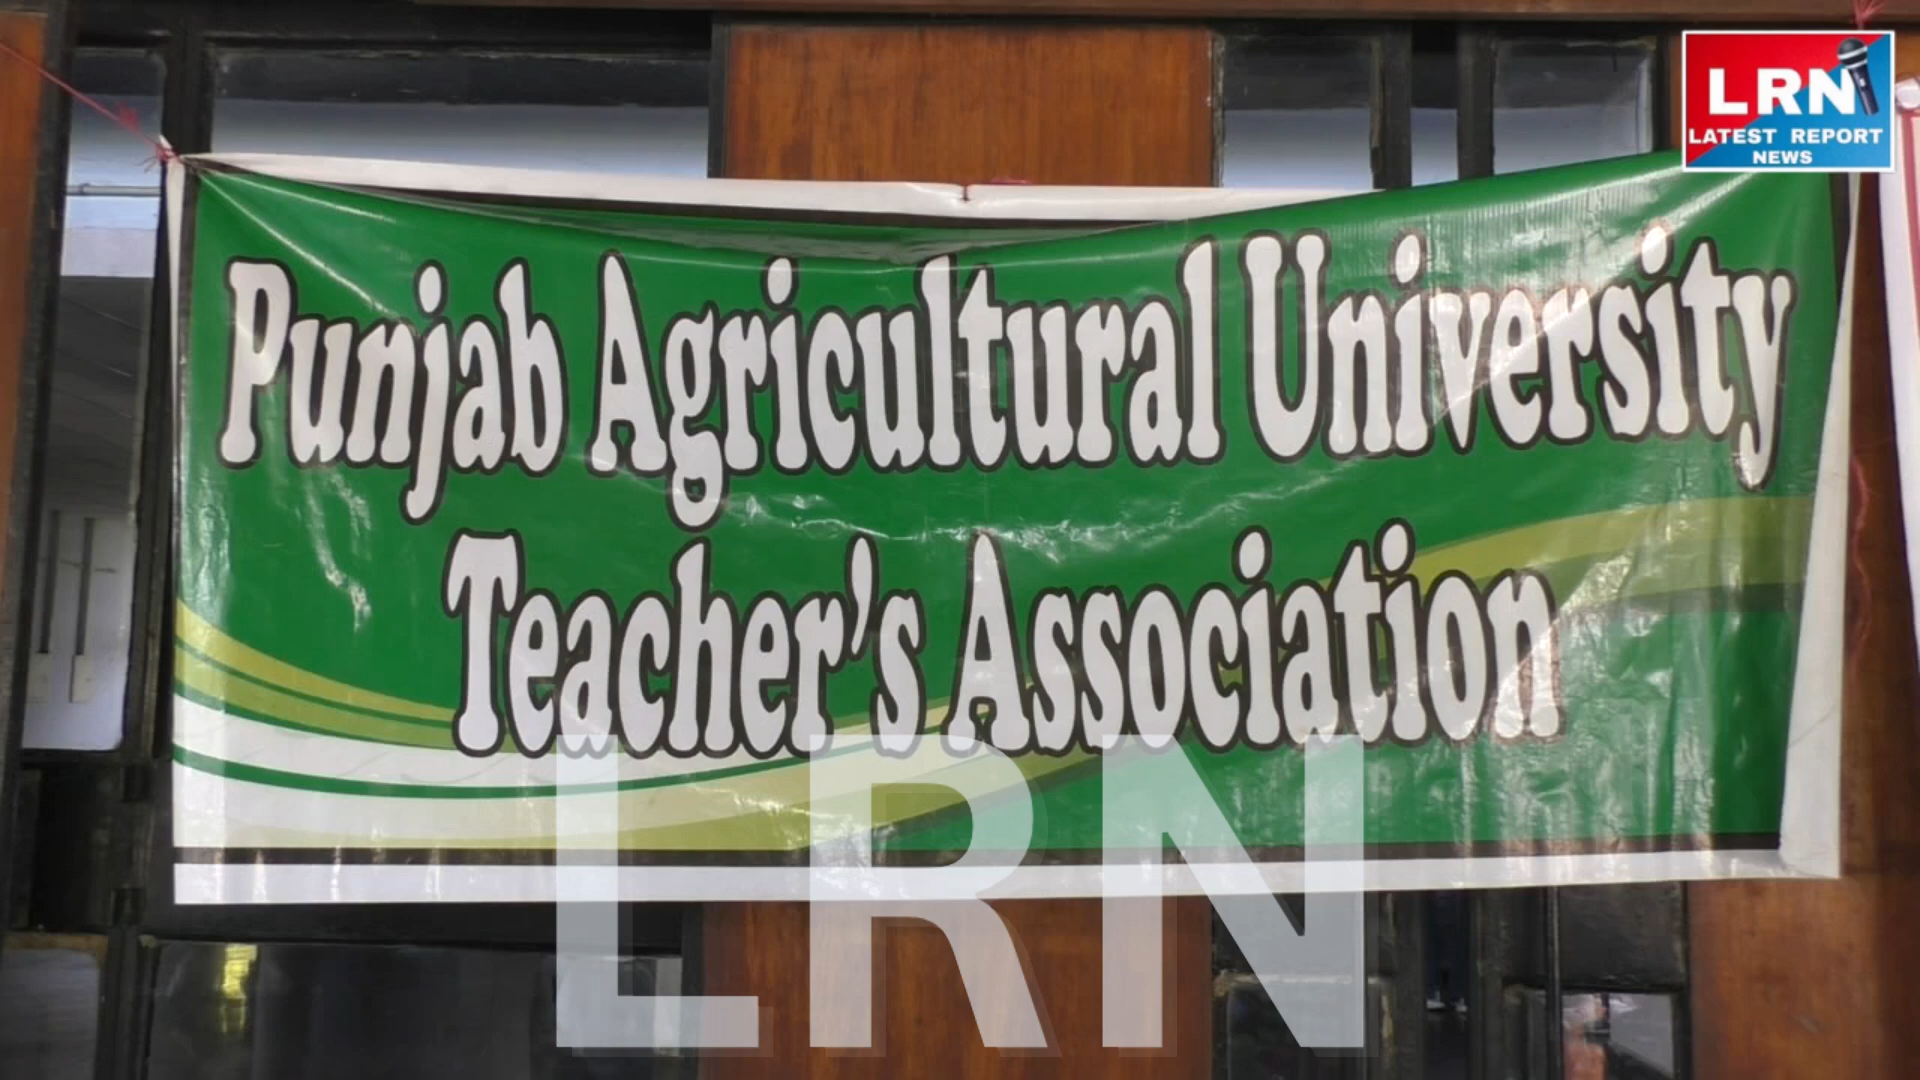 LRN
LATEST REPORT
NEWS
Punjab Agricultural University
Teacher's Association
LRN